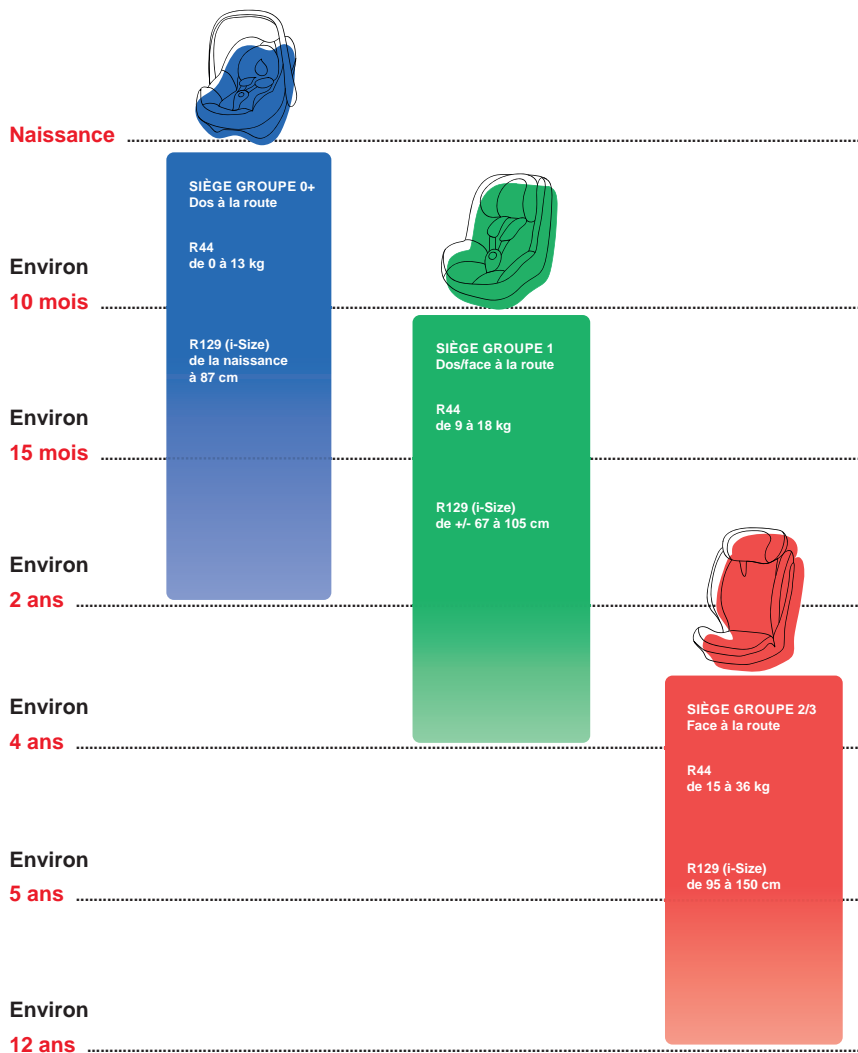 Naissance
SIÈGE GROUPE 0+
Dos à la route
R44
de 0 à 13 kg
R129 (i-Size)
de la naissance
à 87 cm
Environ
10 mois
SIÈGE GROUPE 1
Dos/face à la route
R44
de 9 à 18 kg
R129 (i-Size)
de +/- 67 à 105 cm
Environ
15 mois
Environ
2 ans
SIÈGE GROUPE 2/3
Face à la route
R44
de 15 à 36 kg
R129 (i-Size)
de 95 à 150 cm
Environ
4 ans
Environ
5 ans
Environ
12 ans